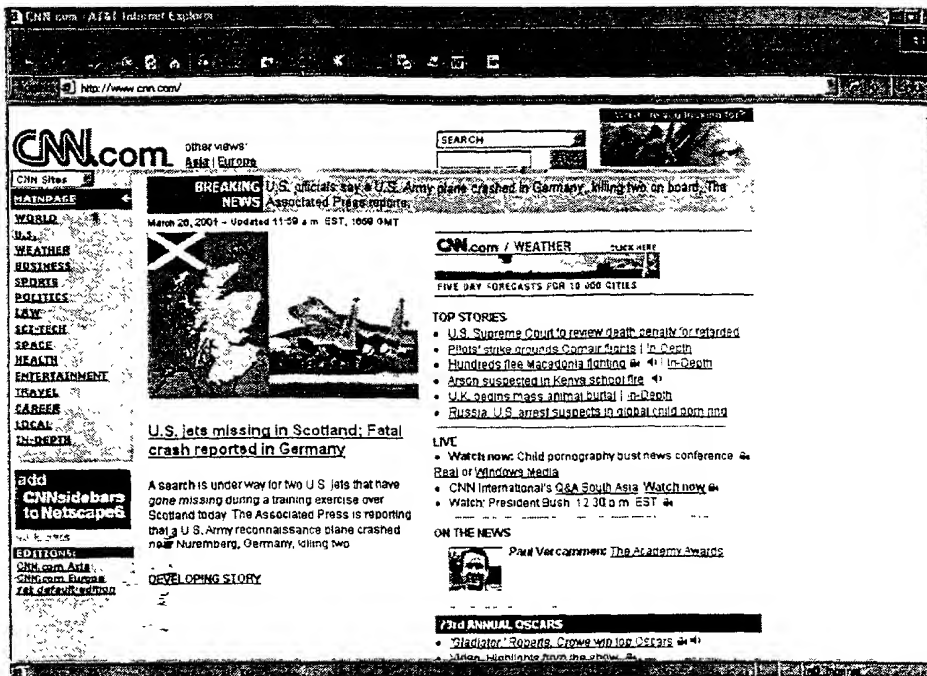 CNN.com - AT&T Internet Explorer
http://www.cnn.com/
CNN.com
other views:
Asia | Europe
SEARCH
CNN Sites
BREAKING NEWS
U.S. officials say a U.S. Army plane crashed in Germany, killing two on board, The
Associated Press reports.
MAINPAGE
WORLD
U.S.
WEATHER
BUSINESS
SPORTS
POLITICS
LAW
SCI-TECH
SPACE
HEALTH
ENTERTAINMENT
TRAVEL
CAREER
LOCAL
IN-DEPTH
add
CNNsidebars
to Netscape6
EDITIONS:
CNN.com Asia
CNN.com Europe
set default edition
March 26, 2001 -- Updated 11:59 a.m. EST, 1659 GMT
U.S. jets missing in Scotland; Fatal
crash reported in Germany
A search is under way for two U.S. jets that have
gone missing during a training exercise over
Scotland today. The Associated Press is reporting
that a U.S. Army reconnaissance plane crashed
near Nuremberg, Germany, killing two
DEVELOPING STORY
CNN.com / WEATHER CLICK HERE
FIVE DAY FORECASTS FOR 10 000 CITIES
TOP STORIES
• U.S. Supreme Court to review death penalty for retarded
• Pilots' strike grounds Comair flights | In-Depth
• Hundreds flee Macedonia fighting | In-Depth
• Arson suspected in Kenya school fire
• U.K. begins mass animal burial | In-Depth
• Russia, U.S. arrest suspects in global child porn ring
LIVE
• Watch now: Child pornography bust news conference
Real or Windows Media
• CNN International's Q&A South Asia Watch now
• Watch: President Bush 12:30 p.m. EST
ON THE NEWS
Paul Vercammen: The Academy Awards
73rd ANNUAL OSCARS
• 'Gladiator,' Roberts, Crowe win top Oscars
• Video: Highlights from the show